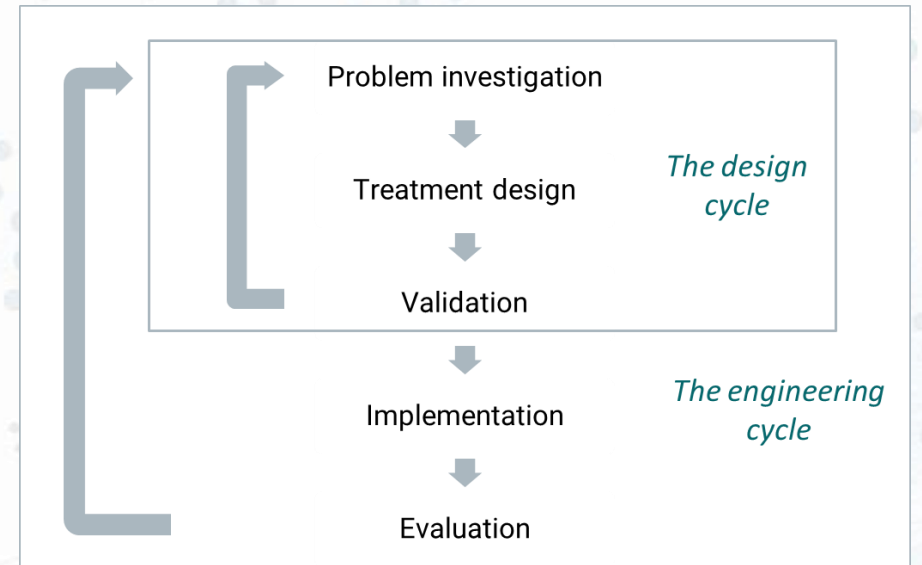 Problem investigation
Treatment design
The design
cycle
Validation
Implementation
The engineering
cycle
Evaluation